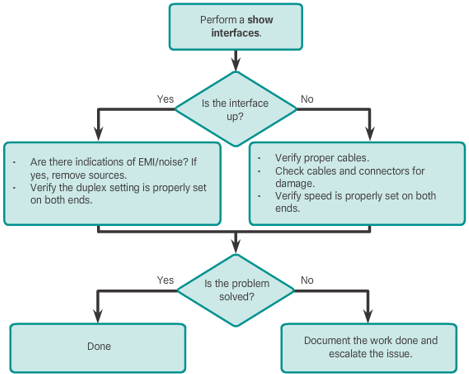 Perform a show
interfaces.
Is the interface
up?
Yes
No
· Are there indications of EMI/noise? If
yes, remove sources.
· Verify the duplex setting is properly set
on both ends.
· Verify proper cables.
· Check cables and connectors for
damage.
· Verify speed is properly set on both
ends.
Is the problem
solved?
Yes
No
Done
Document the work done and
escalate the issue.